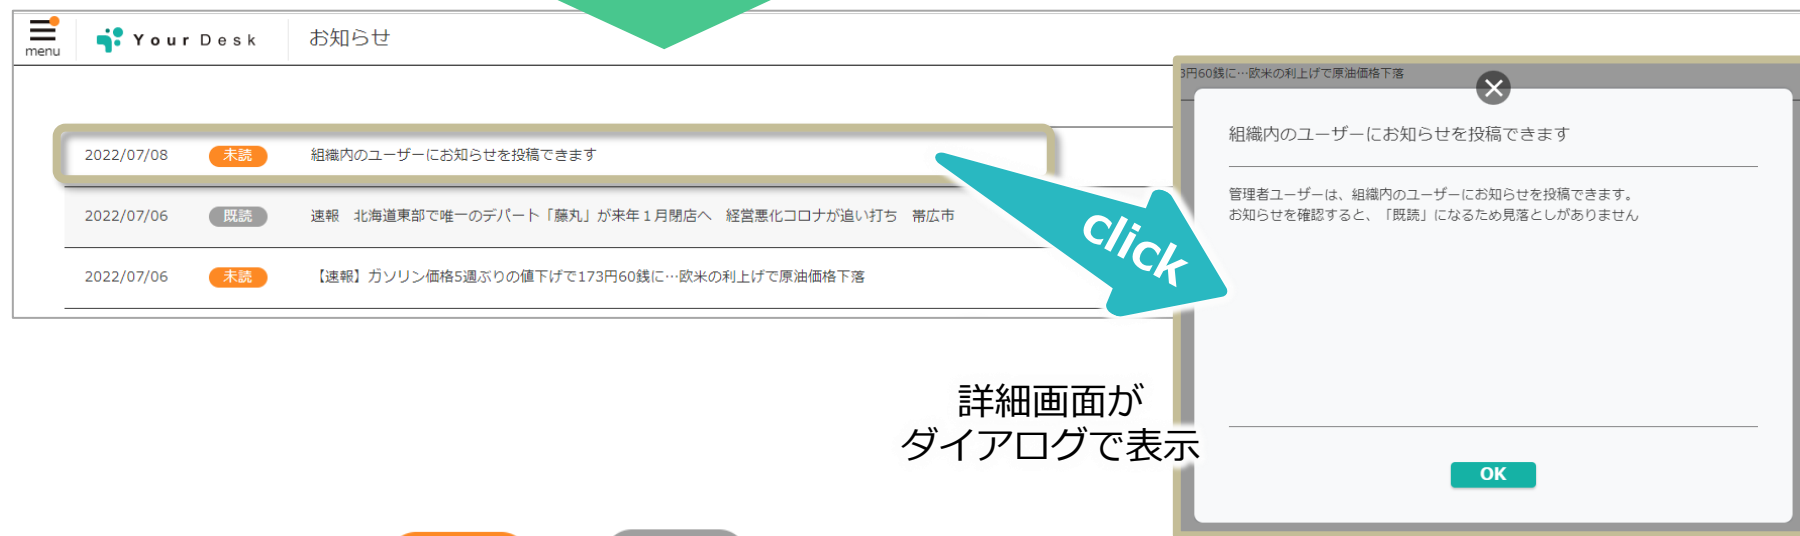 menu
Your Desk
お知らせ
2022/07/08 未読 組織内のユーザーにお知らせを投稿できます
2022/07/06 既読 速報 北海道東部で唯一のデパート「藤丸」が来年１月閉店へ 経営悪化コロナが追い打ち 帯広市
2022/07/06 未読 【速報】ガソリン価格5週ぶりの値下げで173円60銭に…欧米の利上げで原油価格下落
click
詳細画面が
ダイアログで表示
3円60銭に…欧米の利上げで原油価格下落
組織内のユーザーにお知らせを投稿できます
管理者ユーザーは、組織内のユーザーにお知らせを投稿できます。
お知らせを確認すると、「既読」になるため見落としがありません
OK